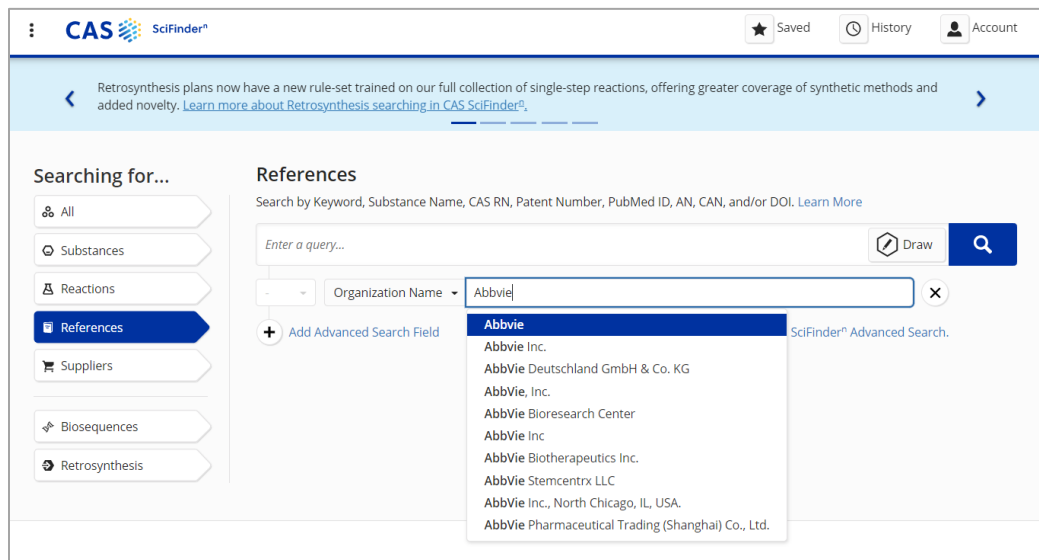 CAS SciFinderⁿ
Saved
History
Account
Retrosynthesis plans now have a new rule-set trained on our full collection of single-step reactions, offering greater coverage of synthetic methods and
added novelty. Learn more about Retrosynthesis searching in CAS SciFinderⁿ.
Searching for...
All
Substances
Reactions
References
Suppliers
Biosequences
Retrosynthesis
References
Search by Keyword, Substance Name, CAS RN, Patent Number, PubMed ID, AN, CAN, and/or DOI. Learn More
Enter a query...
Draw
-
Organization Name
Abbvie
Add Advanced Search Field
SciFinderⁿ Advanced Search.
Abbvie
Abbvie Inc.
AbbVie Deutschland GmbH & Co. KG
AbbVie, Inc.
AbbVie Bioresearch Center
AbbVie Inc
AbbVie Biotherapeutics Inc.
AbbVie Stemcentrx LLC
AbbVie Inc., North Chicago, IL, USA.
AbbVie Pharmaceutical Trading (Shanghai) Co., Ltd.